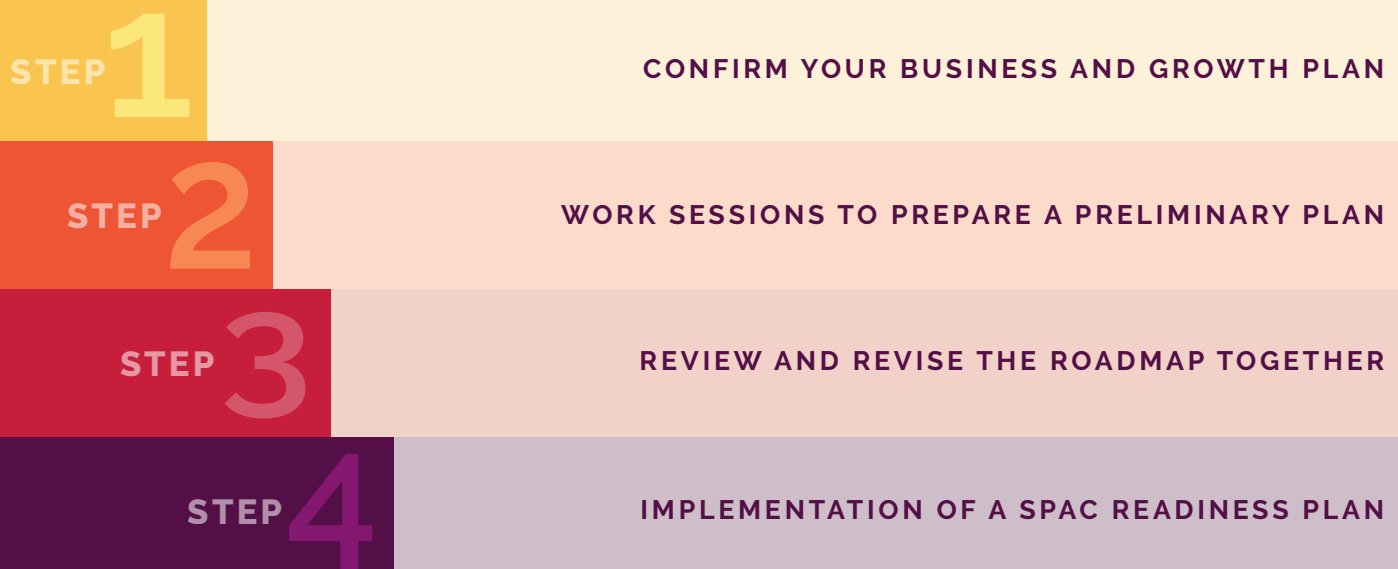 STEP 1 CONFIRM YOUR BUSINESS AND GROWTH PLAN
STEP 2 WORK SESSIONS TO PREPARE A PRELIMINARY PLAN
STEP 3 REVIEW AND REVISE THE ROADMAP TOGETHER
STEP 4 IMPLEMENTATION OF A SPAC READINESS PLAN